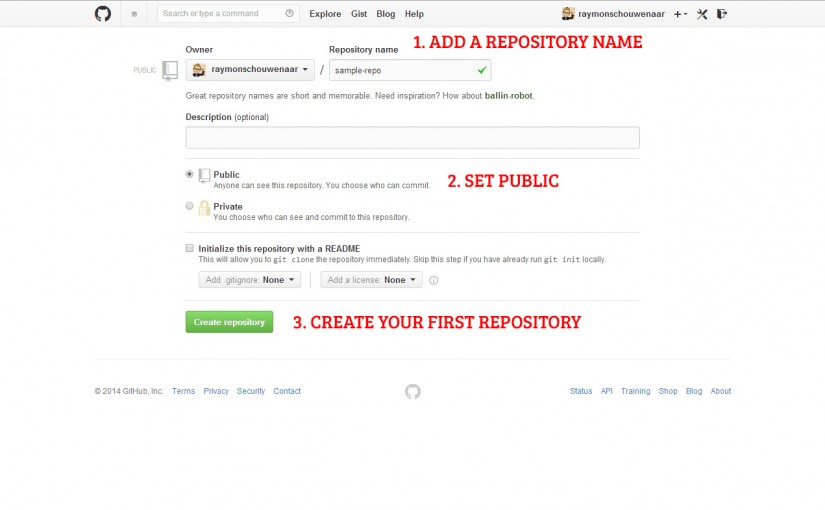 Search or type a command
Explore Gist Blog Help
raymonschouwenaar
1. ADD A REPOSITORY NAME
Owner Repository name
PUBLIC raymonschouwenaar / sample-repo
Great repository names are short and memorable. Need inspiration? How about ballin-robot.
Description (optional)
Public
Anyone can see this repository. You choose who can commit.
2. SET PUBLIC
Private
You choose who can see and commit to this repository.
Initialize this repository with a README
This will allow you to git clone the repository immediately. Skip this step if you have already run git init locally.
Add .gitignore: None Add a license: None
Create repository
3. CREATE YOUR FIRST REPOSITORY
© 2014 GitHub, Inc. Terms Privacy Security Contact
Status API Training Shop Blog About